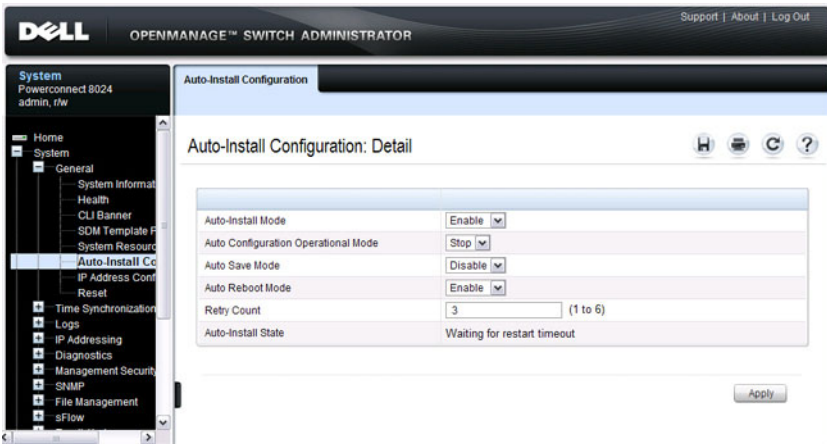 Support | About | Log Out
DELL
OPENMANAGE™ SWITCH ADMINISTRATOR
System
Powerconnect 8024
admin, r/w
Auto-Install Configuration
Home
System
General
System Informat
Health
CLI Banner
SDM Template F
System Resourc
Auto-Install Co
IP Address Conf
Reset
Time Synchronization
Logs
IP Addressing
Diagnostics
Management Security
SNMP
File Management
sFlow
Auto-Install Configuration: Detail
Auto-Install Mode Enable
Auto Configuration Operational Mode Stop
Auto Save Mode Disable
Auto Reboot Mode Enable
Retry Count 3 (1 to 6)
Auto-Install State Waiting for restart timeout
Apply